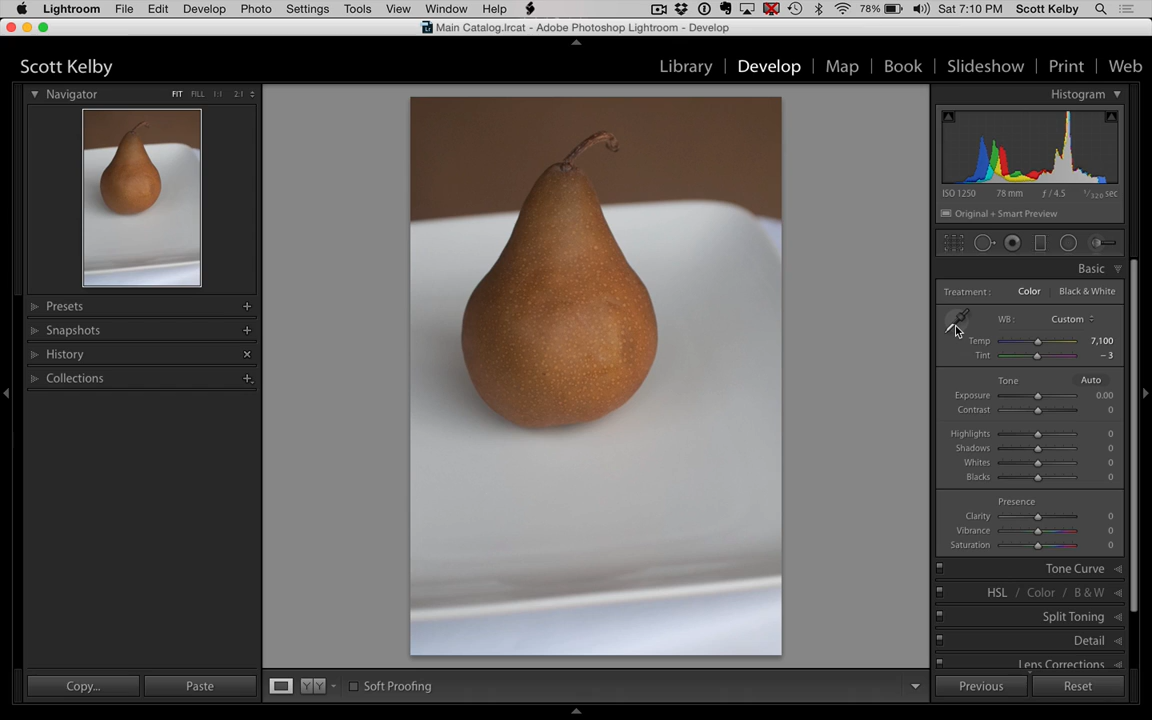 Lightroom File Edit Develop Photo Settings Tools View Window Help 78% Sat 7:10 PM Scott Kelby
Main Catalog.lrcat - Adobe Photoshop Lightroom - Develop
Scott Kelby
Library | Develop | Map | Book | Slideshow | Print | Web
Navigator FIT FILL 1:1 2:1
Presets
Snapshots
History
Collections
Copy... Paste
Soft Proofing
Histogram
ISO 1250 78 mm ƒ / 4.5 1/320 sec
Original + Smart Preview
Basic
Treatment : Color Black & White
WB : Custom
Temp 7,100
Tint – 3
Tone Auto
Exposure 0.00
Contrast 0
Highlights 0
Shadows 0
Whites 0
Blacks 0
Presence
Clarity 0
Vibrance 0
Saturation 0
Tone Curve
HSL / Color / B & W
Split Toning
Detail
Lens Corrections
Previous Reset